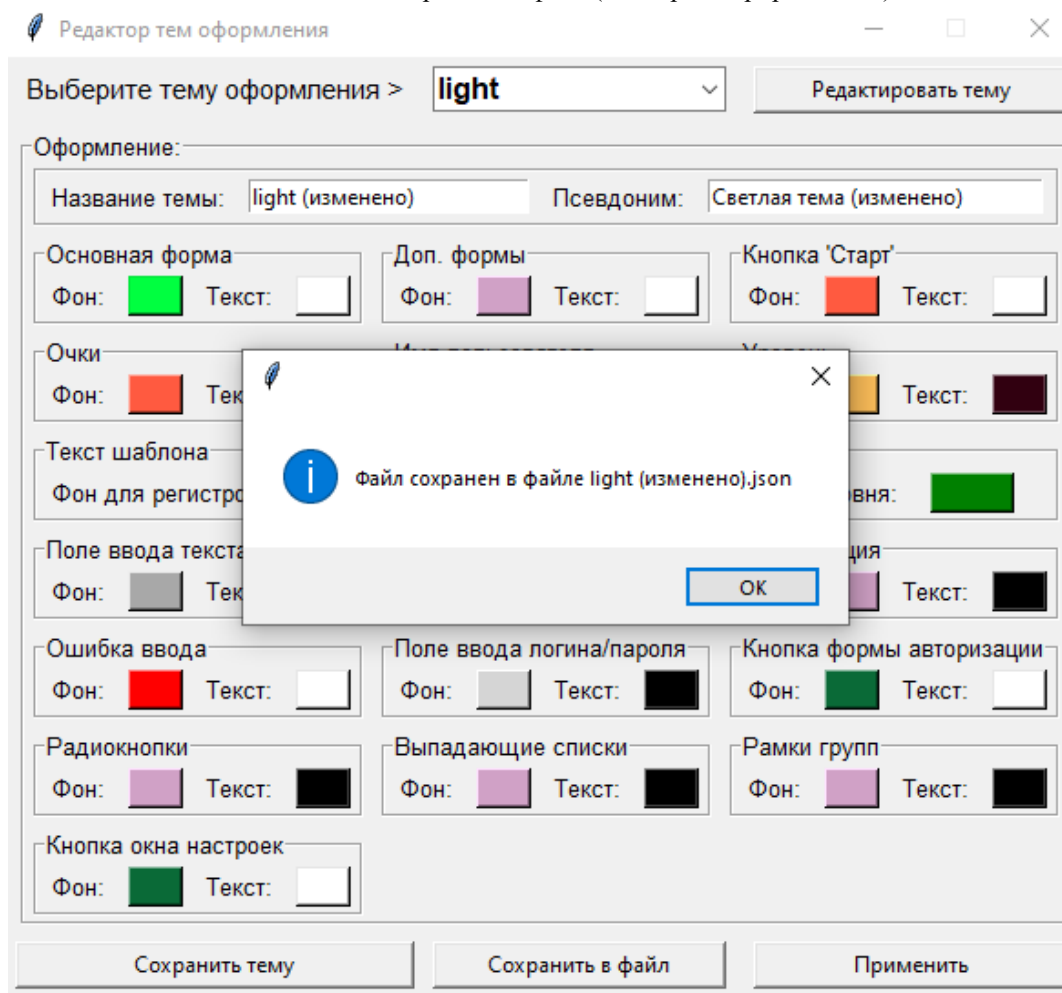 Редактор тем оформления
Выберите тему оформления > light Редактировать тему
Оформление:
Название темы: light (изменено) Псевдоним: Светлая тема (изменено)
Основная форма Доп. формы Кнопка 'Старт'
Фон: Текст: Фон: Текст: Фон: Текст:
Очки
Фон: Текст:
Текст шаблона
Фон для
Файл сохранен в файле light (изменено).json
OK
Поле ввода текста
Фон: Текст:
Ошибка ввода Поле ввода логина/пароля Кнопка формы авторизации
Фон: Текст: Фон: Текст: Фон: Текст:
Радиокнопки Выпадающие списки Рамки групп
Фон: Текст: Фон: Текст: Фон: Текст:
Кнопка окна настроек
Фон: Текст:
Сохранить тему Сохранить в файл Применить